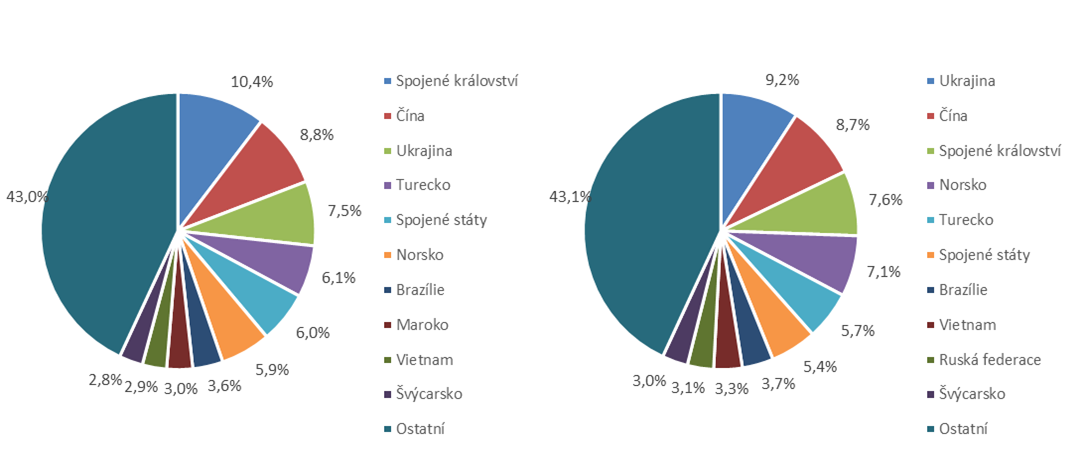 10,4%
8,8%
7,5%
6,1%
6,0%
5,9%
3,6%
3,0%
2,9%
2,8%
43,0%
Spojené království
Čína
Ukrajina
Turecko
Spojené státy
Norsko
Brazílie
Maroko
Vietnam
Švýcarsko
Ostatní
9,2%
8,7%
7,6%
7,1%
5,7%
5,4%
3,7%
3,3%
3,1%
3,0%
43,1%
Ukrajina
Čína
Spojené království
Norsko
Turecko
Spojené státy
Brazílie
Vietnam
Ruská federace
Švýcarsko
Ostatní